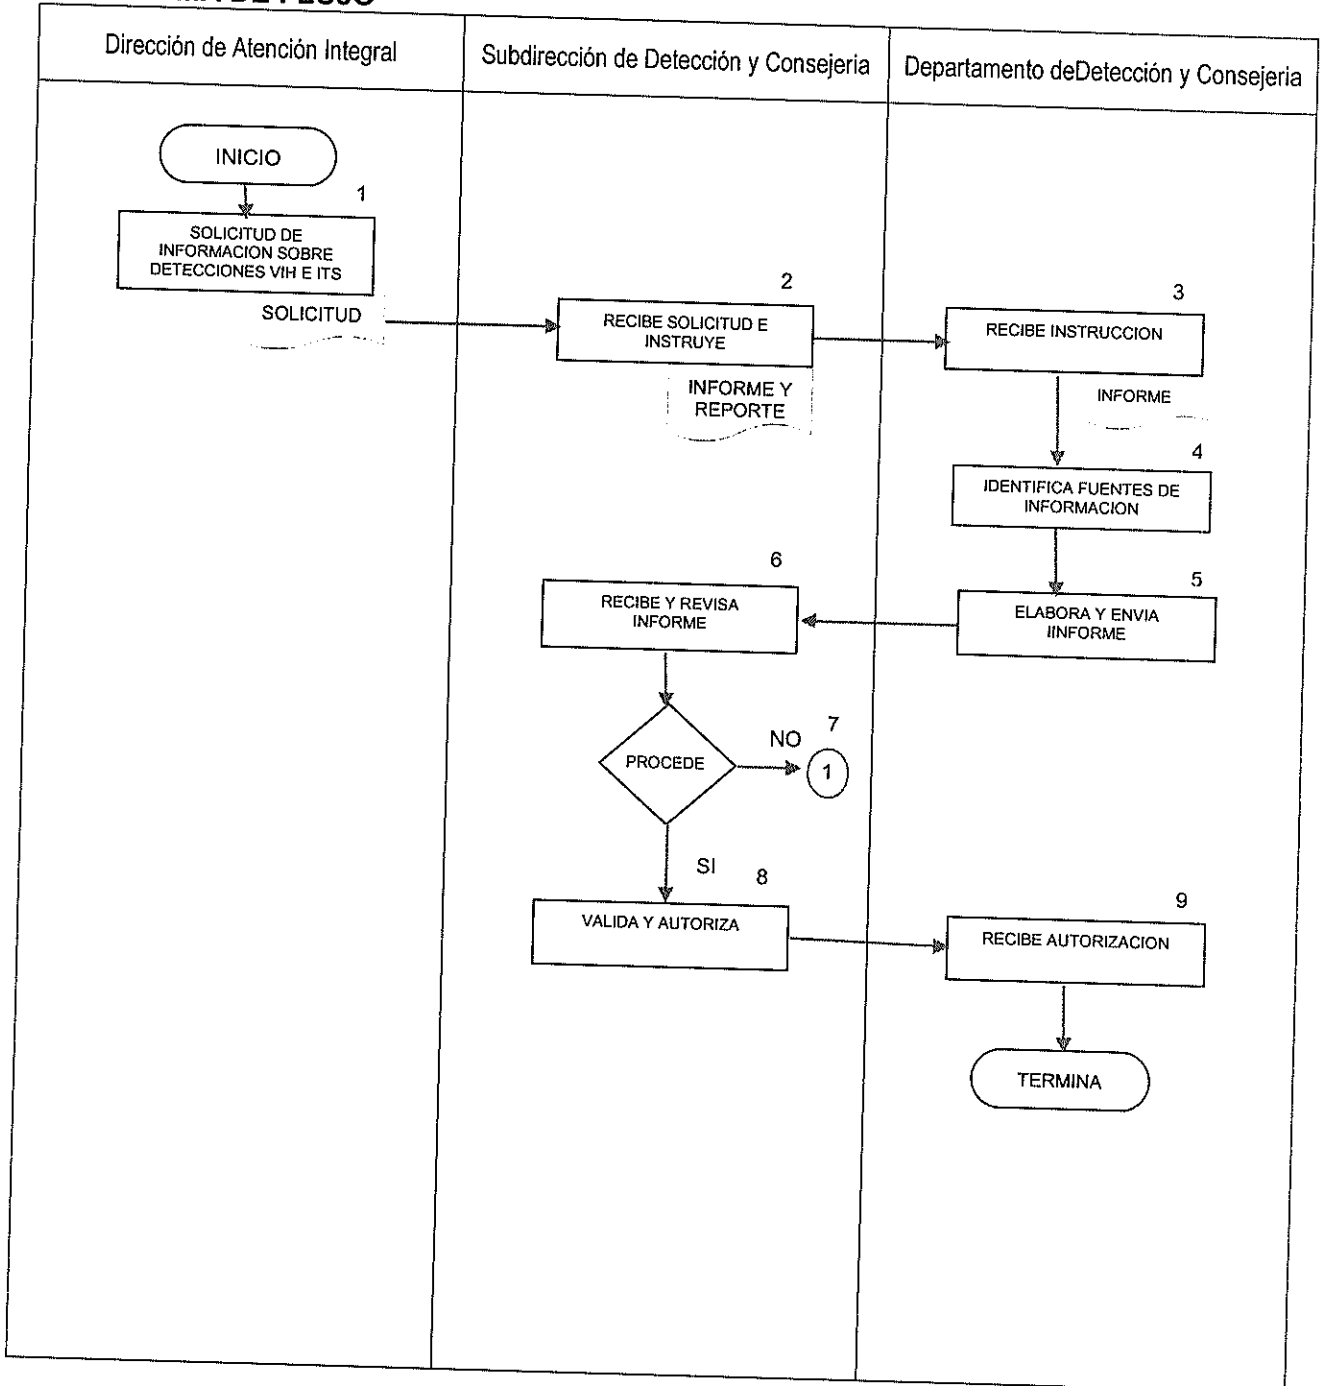 DE FLUJO
Dirección de Atención Integral
Subdirección de Detección y Consejeria
Departamento deDetección y Consejeria
INICIO
1
SOLICITUD DE
INFORMACION SOBRE
DETECCIONES VIH E ITS
SOLICITUD
2
RECIBE SOLICITUD E
INSTRUYE
INFORME Y
REPORTE
3
RECIBE INSTRUCCION
INFORME
4
IDENTIFICA FUENTES DE
INFORMACION
5
ELABORA Y ENVIA
IINFORME
6
RECIBE Y REVISA
INFORME
PROCEDE
NO
7
1
SI
8
VALIDA Y AUTORIZA
9
RECIBE AUTORIZACION
TERMINA